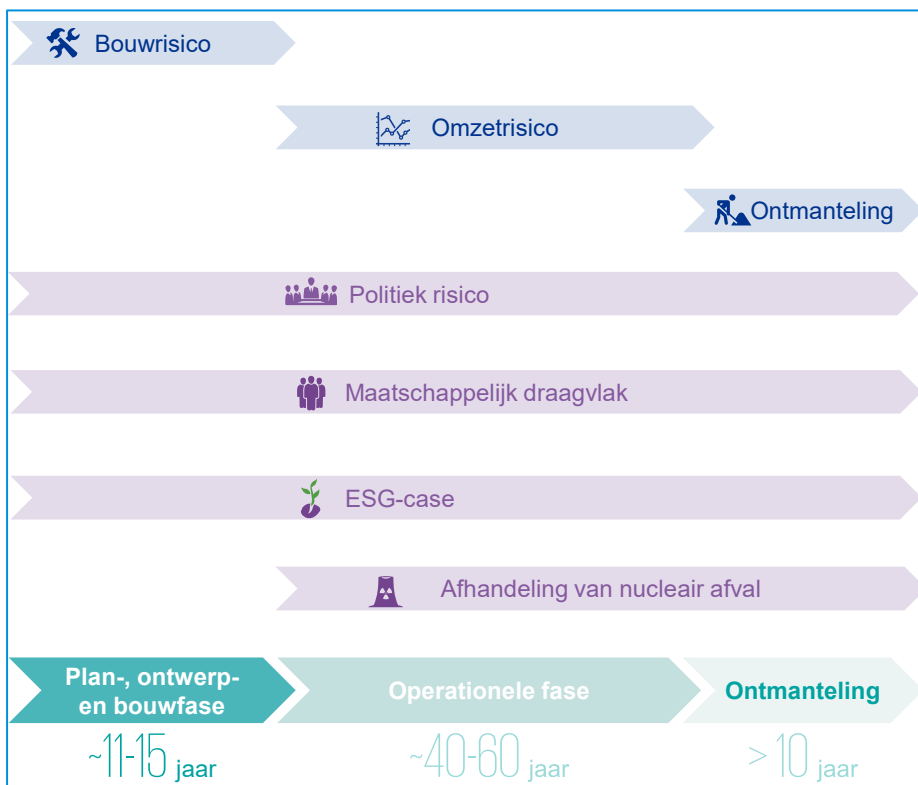 Bouwrisico
Omzetrisico
Ontmanteling
Politiek risico
Maatschappelijk draagvlak
ESG-case
Afhandeling van nucleair afval
Plan-, ontwerp-
en bouwfase
Operationele fase
Ontmanteling
~11-15 jaar
~40-60 jaar
> 10 jaar